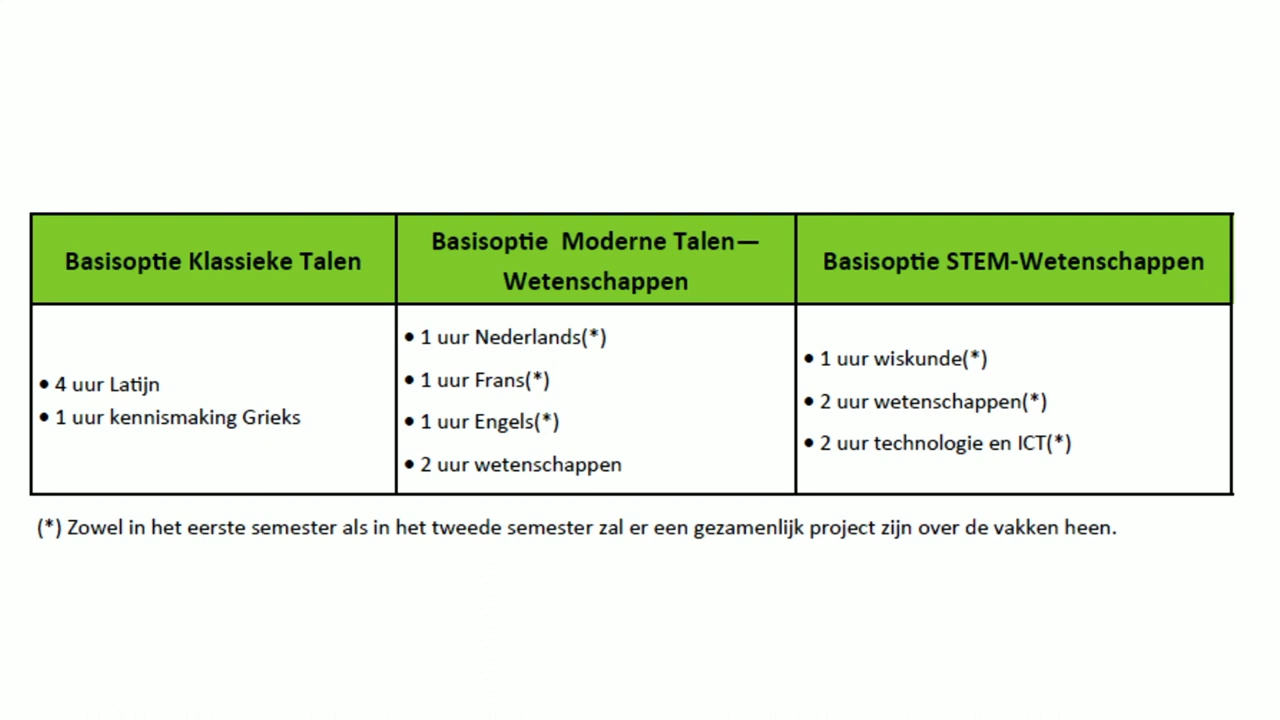 Basisoptie Klassieke Talen
Basisoptie Moderne Talen—
Wetenschappen
Basisoptie STEM-Wetenschappen
• 4 uur Latijn
• 1 uur kennismaking Grieks
• 1 uur Nederlands(*)
• 1 uur Frans(*)
• 1 uur Engels(*)
• 2 uur wetenschappen
• 1 uur wiskunde(*)
• 2 uur wetenschappen(*)
• 2 uur technologie en ICT(*)
(*) Zowel in het eerste semester als in het tweede semester zal er een gezamenlijk project zijn over de vakken heen.